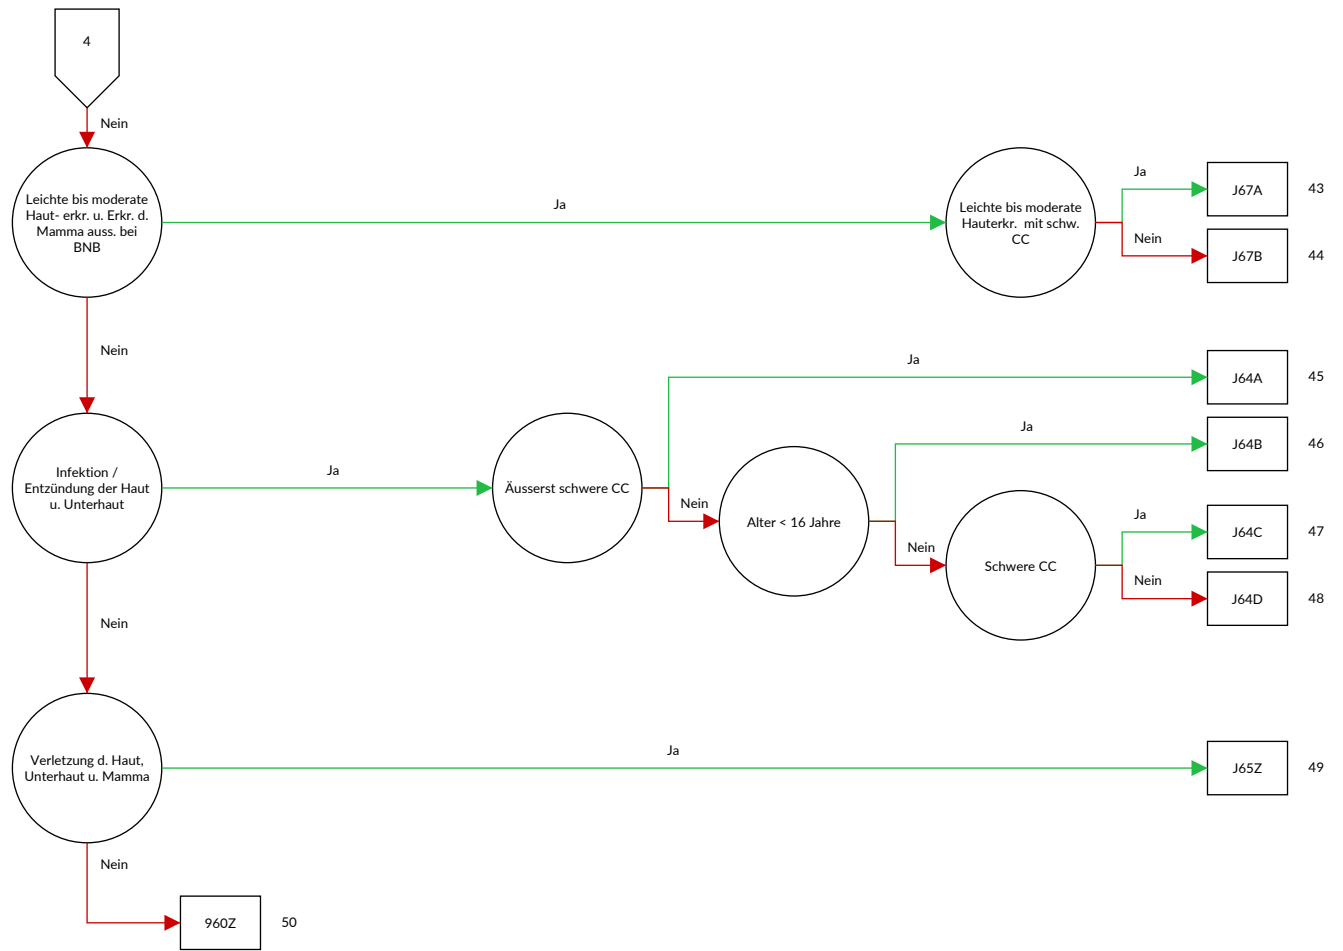 4
Nein
Leichte bis moderate
Haut- erkr. u. Erkr. d.
Mamma auss. bei
BNB
Ja
Leichte bis moderate
Hauterkr.  mit schw.
CC
Ja
J67A
43
Nein
J67B
44
Nein
Infektion /
Entzündung der Haut
u. Unterhaut
Ja
Äusserst schwere CC
Ja
J64A
45
Nein
Alter < 16 Jahre
Ja
J64B
46
Nein
Schwere CC
Ja
J64C
47
Nein
J64D
48
Nein
Verletzung d. Haut,
Unterhaut u. Mamma
Ja
J65Z
49
Nein
960Z
50